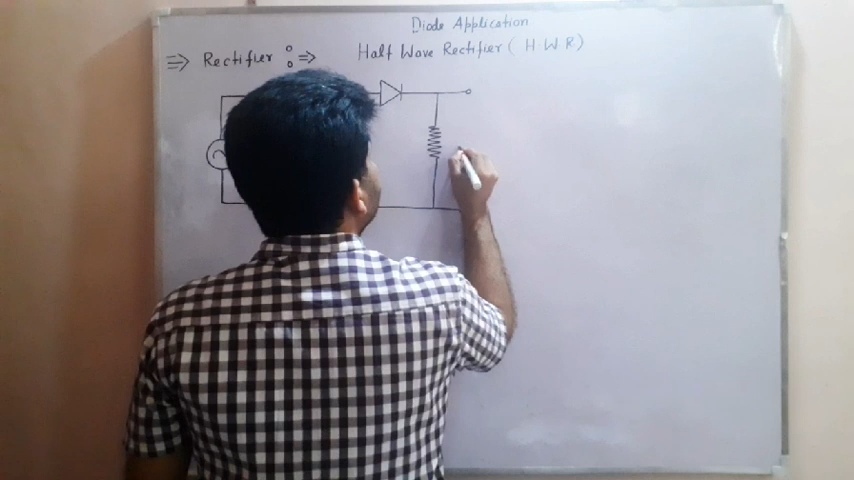 Diode Application
⇒ Rectifier : ⇒ Half Wave Rectifier ( H W R )